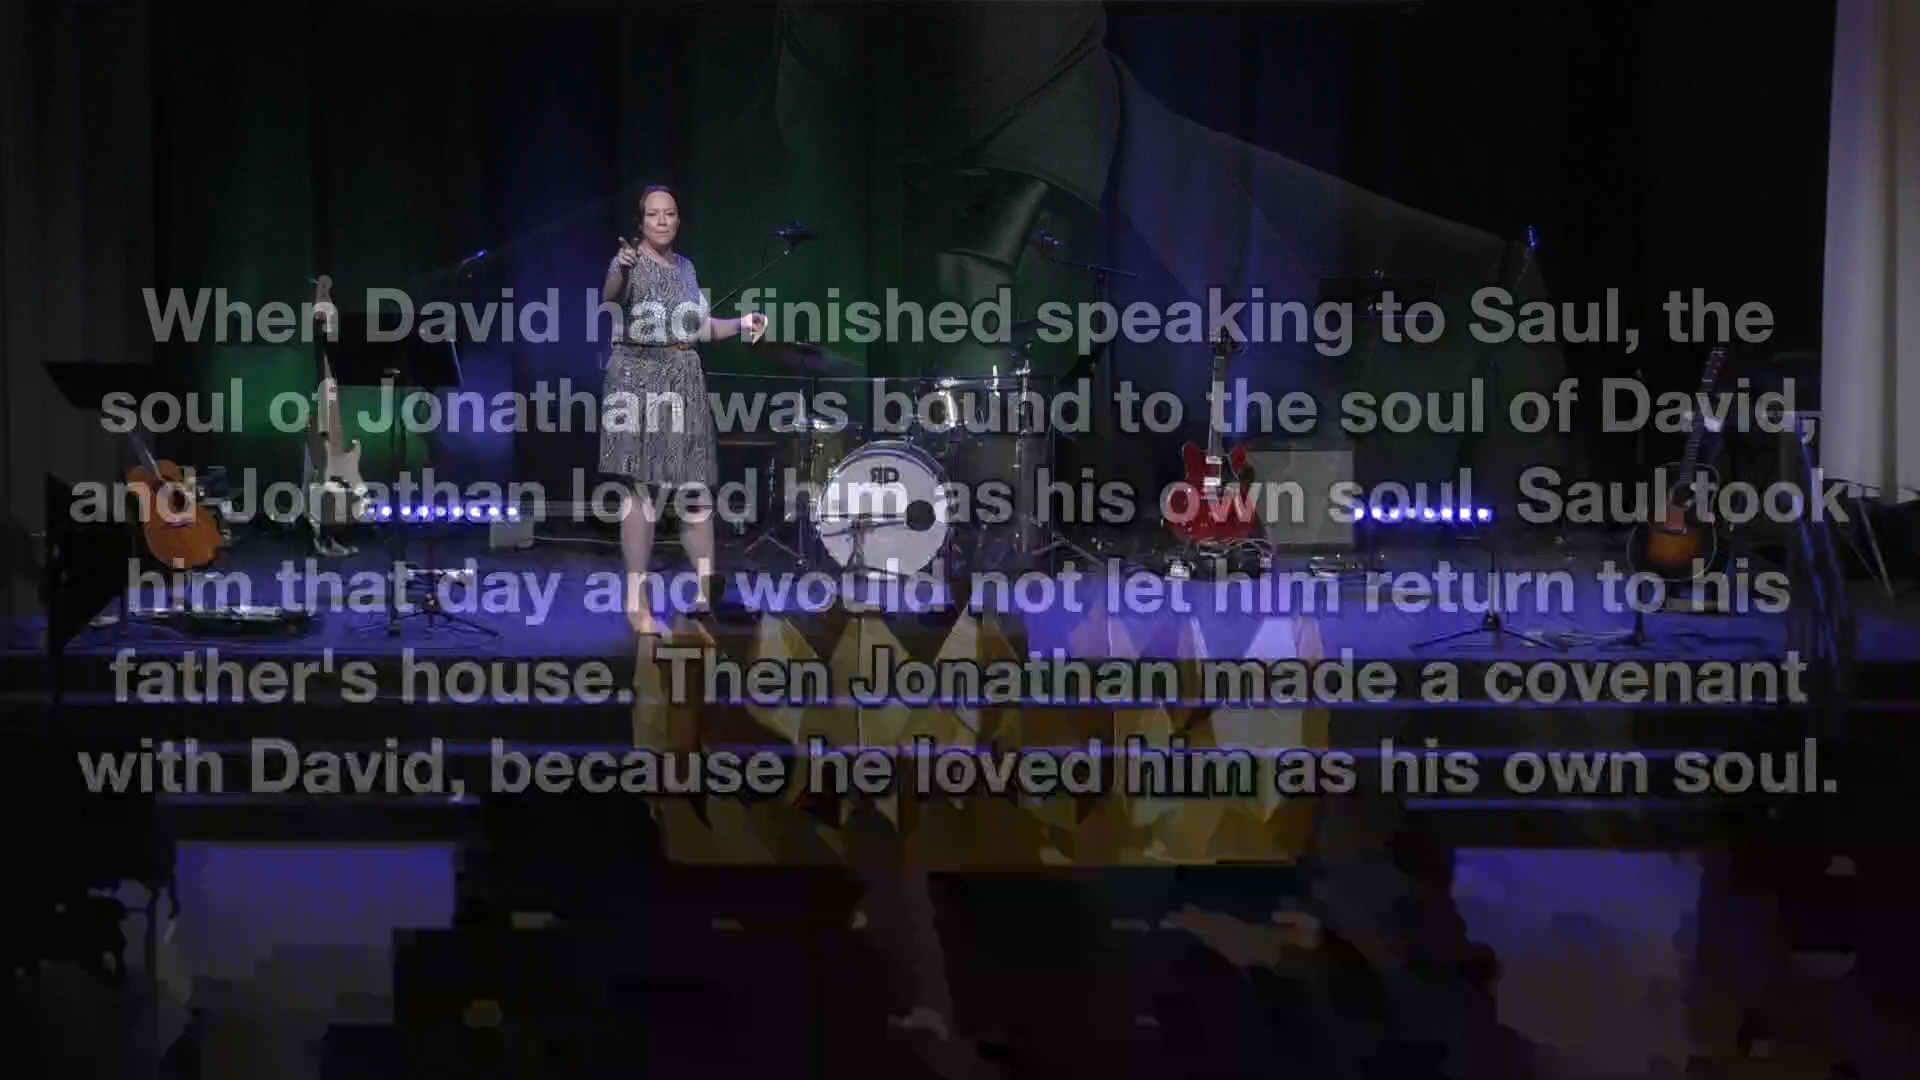 When David had finished speaking to Saul, the
soul of Jonathan was bound to the soul of David,
and Jonathan loved him as his own soul. Saul took
him that day and would not let him return to his
father's house. Then Jonathan made a covenant
with David, because he loved him as his own soul.